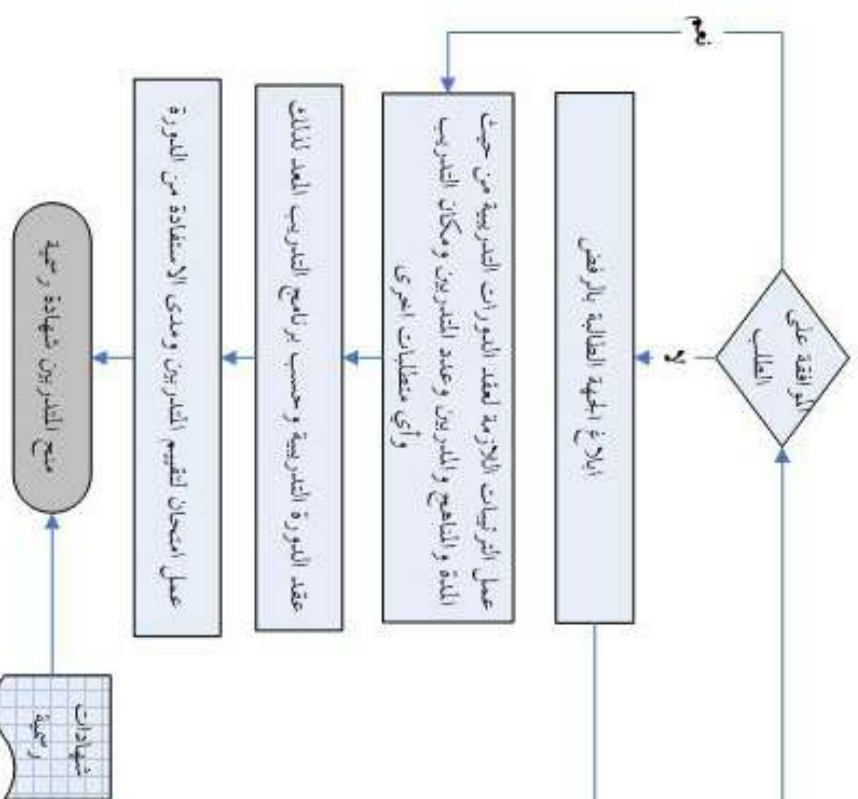 الموافقة على
الطلب
نعم
لا
ابلاغ الجهة الطالبة بالرفض
عمل الترتيبات اللازمة لعقد الدورات التدريبية من حيث
المدة والمناهج والمدربين وعدد المتدربين ومكان التدريب
وأي متطلبات اخرى
عقد الدورة التدريبية وحسب برنامج التدريب المعد لذلك
عمل امتحان لتقييم المتدربين ومدى الاستفادة من الدورة
منح المتدربين شهادة رسمية
شهادات
رسمية